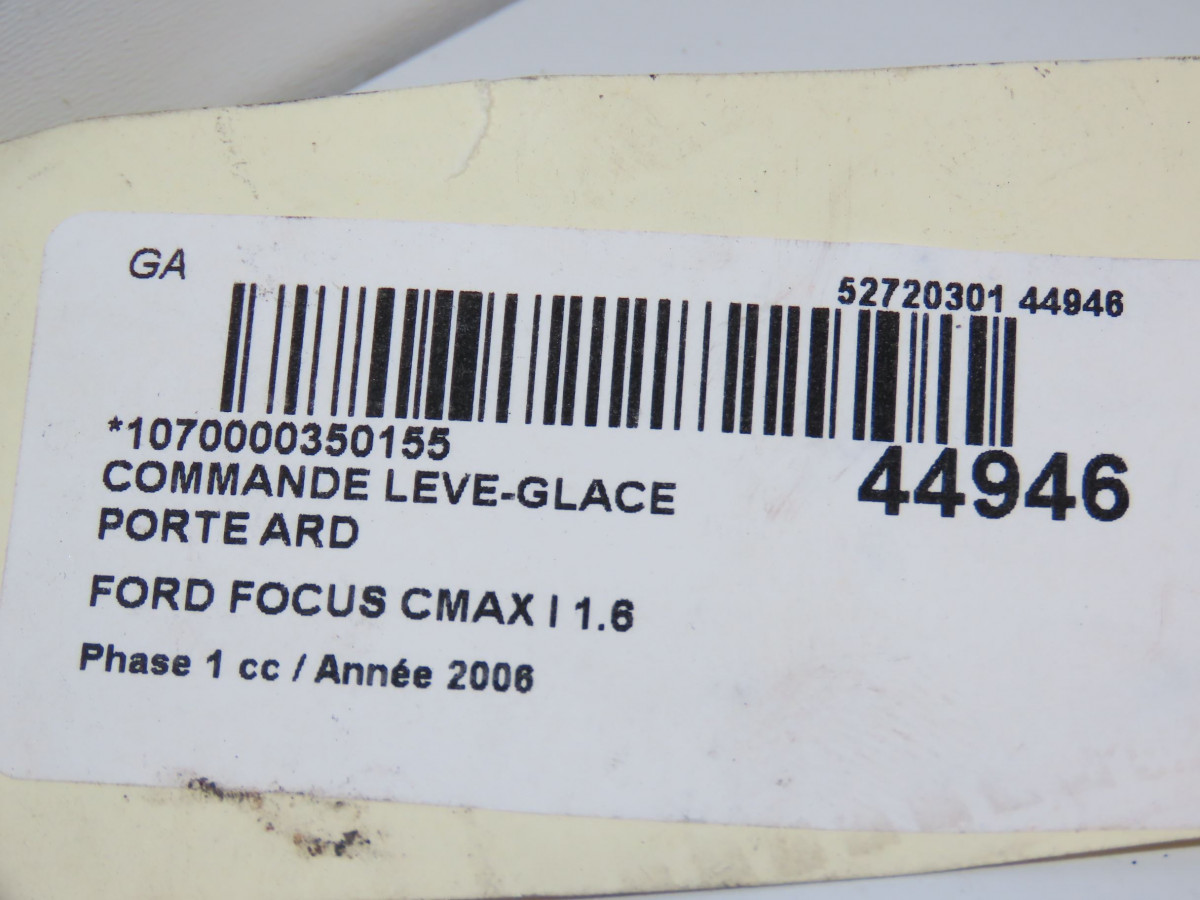 GA
52720301 44946
*1070000350155
44946
COMMANDE LEVE-GLACE
PORTE ARD
FORD FOCUS CMAX I 1.6
Phase 1 cc / Année 2006